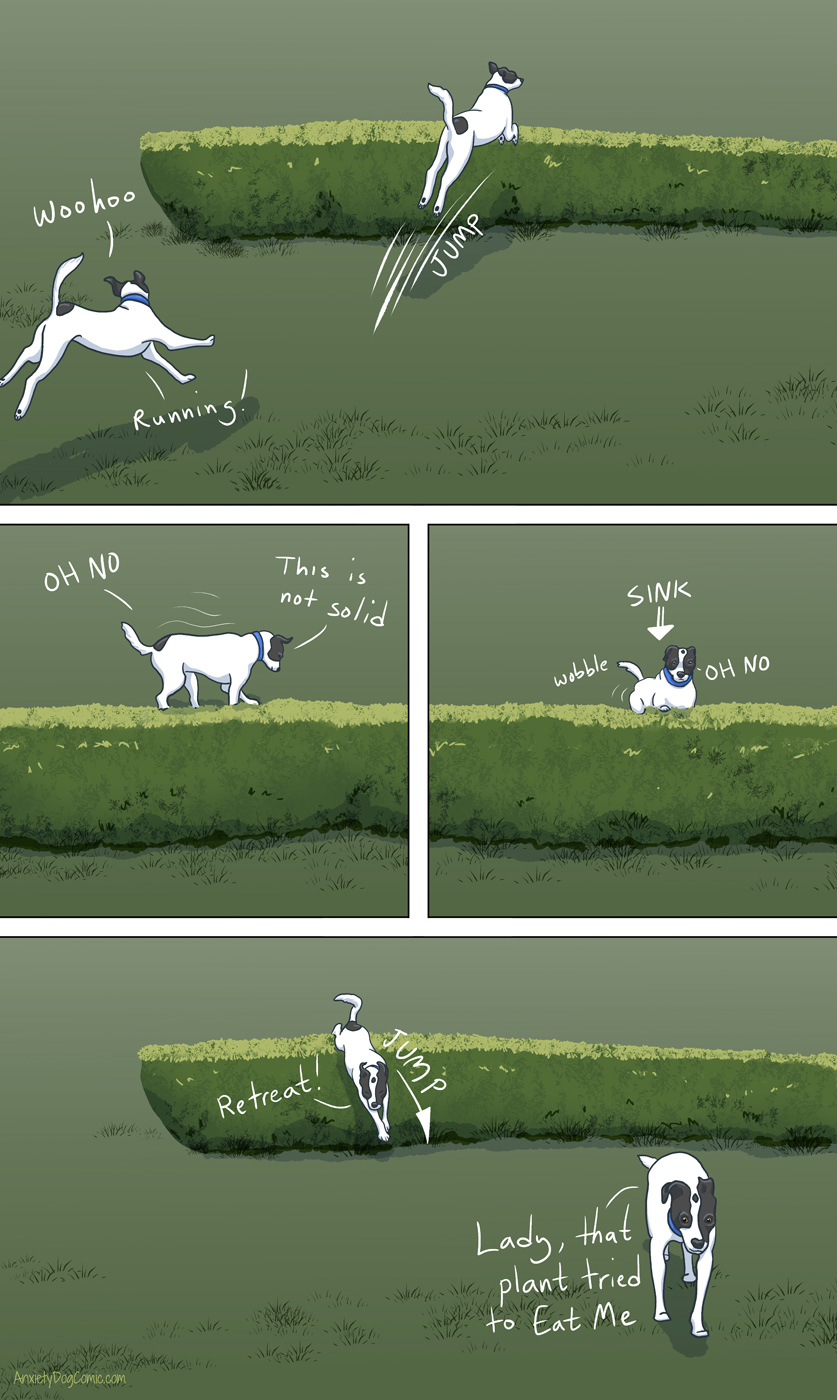 Woohoo
Running!
JUMP
OH NO
This is
not solid
SINK
wobble
OH NO
Retreat!
JUMP
Lady, that
plant tried
to Eat Me
AnxietyDogComic.com